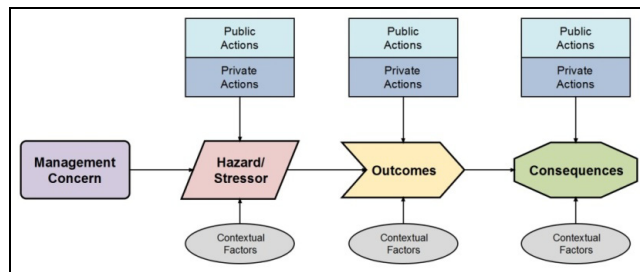 Public
Actions
Private
Actions
Public
Actions
Private
Actions
Public
Actions
Private
Actions
Management
Concern
Hazard/
Stressor
Outcomes
Consequences
Contextual
Factors
Contextual
Factors
Contextual
Factors